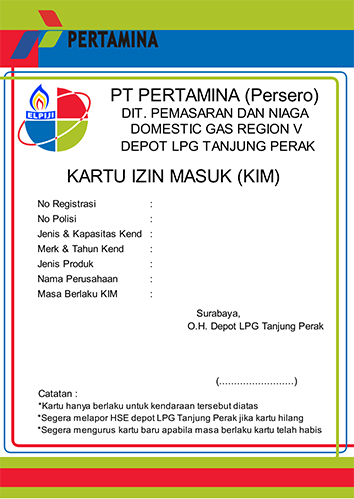 PERTAMINA
ELPIJI
PT PERTAMINA (Persero)
DIT. PEMASARAN DAN NIAGA
DOMESTIC GAS REGION V
DEPOT LPG TANJUNG PERAK
KARTU IZIN MASUK (KIM)
No Registrasi :
No Polisi :
Jenis & Kapasitas Kend :
Merk & Tahun Kend :
Jenis Produk :
Nama Perusahaan :
Masa Berlaku KIM :
Surabaya,
O.H. Depot LPG Tanjung Perak
(.........................)
Catatan :
*Kartu hanya berlaku untuk kendaraan tersebut diatas
*Segera melapor HSE depot LPG Tanjung Perak jika kartu hilang
*Segera mengurus kartu baru apabila masa berlaku kartu telah habis